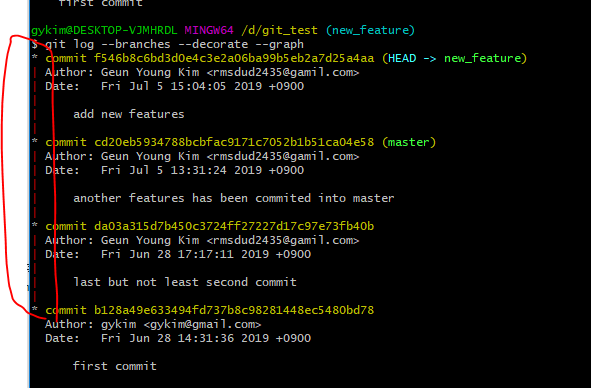 first commit
gykim@DESKTOP-VJMHRDL MINGW64 /d/git_test (new_feature)
$ git log --branches --decorate --graph
* commit f546b8c6bd3d0e4c3e2a06ba99b5eb2a7d25a4aa (HEAD -> new_feature)
| Author: Geun Young Kim <rmsdud2435@gamil.com>
| Date: Fri Jul 5 15:04:05 2019 +0900
|
| add new features
|
* commit cd20eb5934788bcbfac9171c7052b1b51ca04e58 (master)
| Author: Geun Young Kim <rmsdud2435@gamil.com>
| Date: Fri Jul 5 13:31:24 2019 +0900
|
| another features has been commited into master
|
* commit da03a315d7b450c3724ff27227d17c97e73fb40b
| Author: Geun Young Kim <rmsdud2435@gamil.com>
| Date: Fri Jun 28 17:17:11 2019 +0900
|
| last but not least second commit
|
* commit b128a49e633494fd737b8c98281448ec5480bd78
Author: gykim <gykim@gmail.com>
Date: Fri Jun 28 14:31:36 2019 +0900
first commit